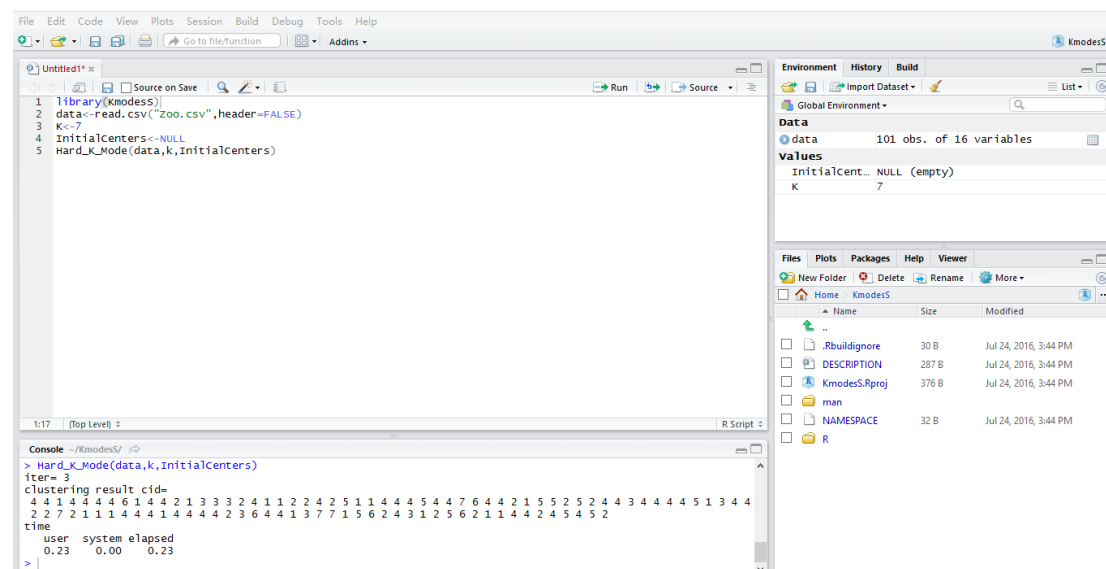 File Edit Code View Plots Session Build Debug Tools Help
Go to file/function Addins KmodesS
Untitled1* ×
Source on Save Run Source
1 library(KmodesS)
2 data<-read.csv("Zoo.csv",header=FALSE)
3 K<-7
4 InitialCenters<-NULL
5 Hard_K_Mode(data,k,InitialCenters)
1:17 (Top Level) R Script
Console ~/KmodesS/
> Hard_K_Mode(data,k,InitialCenters)
iter= 3
clustering result cid=
4 4 1 4 4 4 4 6 1 4 4 2 1 3 3 3 2 4 1 1 2 2 4 2 5 1 1 4 4 4 5 4 4 7 6 4 4 2 1 5 5 2 5 2 4 4 3 4 4 4 4 5 1 3 4 4
2 2 7 2 1 1 1 4 4 4 1 4 4 4 4 2 3 6 4 4 1 3 7 7 1 5 6 2 4 3 1 2 5 6 2 1 1 4 4 2 4 5 4 5 2
time
user system elapsed
0.23 0.00 0.23
>
Environment History Build
Import Dataset List
Global Environment
Data
data 101 obs. of 16 variables
Values
InitialCent… NULL (empty)
K 7
Files Plots Packages Help Viewer
New Folder Delete Rename More
Home KmodesS
Name Size Modified
..
.Rbuildignore 30 B Jul 24, 2016, 3:44 PM
DESCRIPTION 287 B Jul 24, 2016, 3:44 PM
KmodesS.Rproj 376 B Jul 24, 2016, 3:44 PM
man
NAMESPACE 32 B Jul 24, 2016, 3:44 PM
R